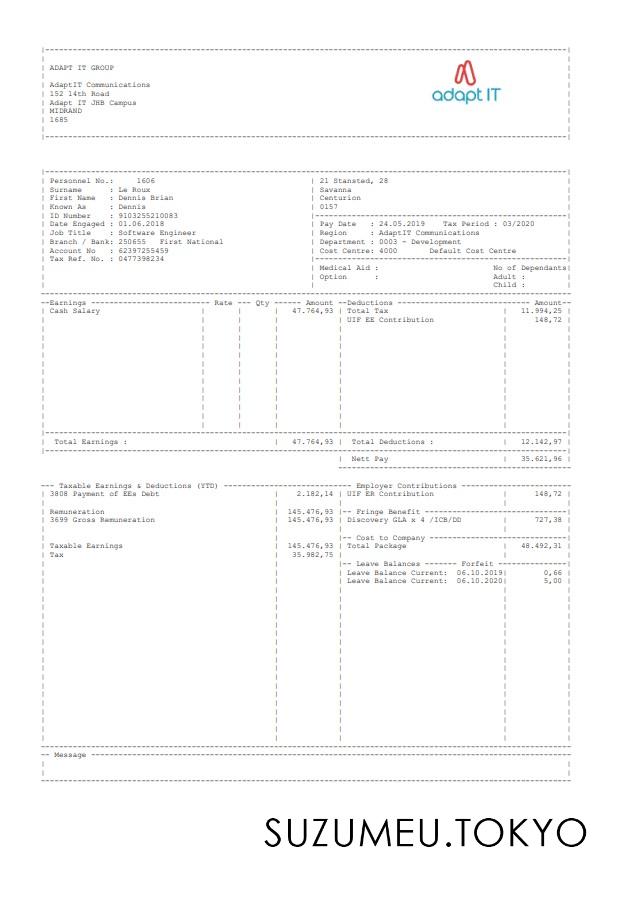 ADAPT IT GROUP
AdaptIT Communications
152 14th Road
Adapt IT JHB Campus
MIDRAND
1685
adapt IT
Personnel No.: 1606
Surname : Le Roux
First Name : Dennis Brian
Known As : Dennis
ID Number : 9103255210083
Date Engaged : 01.06.2018
Job Title : Software Engineer
Branch / Bank: 250655 First National
Account No : 62397255459
Tax Ref. No. : 0477398234
21 Stansted, 28
Savanna
Centurion
0157
Pay Date : 24.05.2019 Tax Period : 03/2020
Region : AdaptIT Communications
Department : 0003 - Development
Cost Centre: 4000 Default Cost Centre
Medical Aid : No of Dependants
Option : Adult :
Child :
Earnings Rate Qty Amount Deductions Amount
Cash Salary 47.764,93 Total Tax 11.994,25
UIF EE Contribution 148,72
Total Earnings : 47.764,93 Total Deductions : 12.142,97
Nett Pay 35.621,96
Taxable Earnings & Deductions (YTD) Employer Contributions
3808 Payment of EEs Debt 2.182,14 UIF ER Contribution 148,72
Remuneration 145.476,93 Fringe Benefit
3699 Gross Remuneration 145.476,93 Discovery GLA x 4 /ICB/DD 727,38
Cost to Company
Taxable Earnings 145.476,93 Total Package 48.492,31
Tax 35.982,75
Leave Balances Forfeit
Leave Balance Current: 06.10.2019 0,66
Leave Balance Current: 06.10.2020 5,00
Message
SUZUMEU.TOKYO